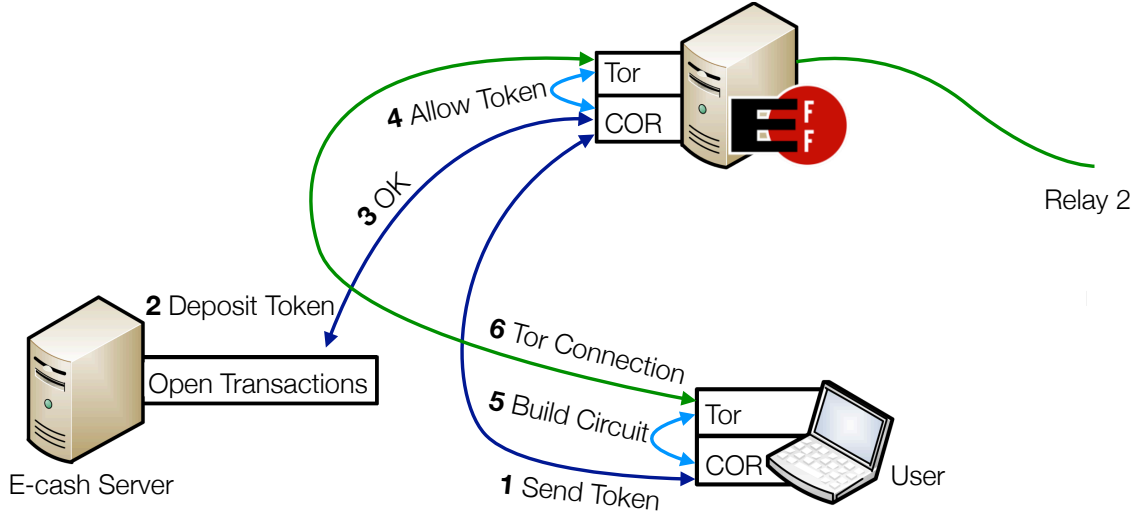 Tor
4 Allow Token
COR
E F
F
Relay 2
3 OK
2 Deposit Token
Open Transactions
E-cash Server
6 Tor Connection
5 Build Circuit
Tor
COR
User
1 Send Token